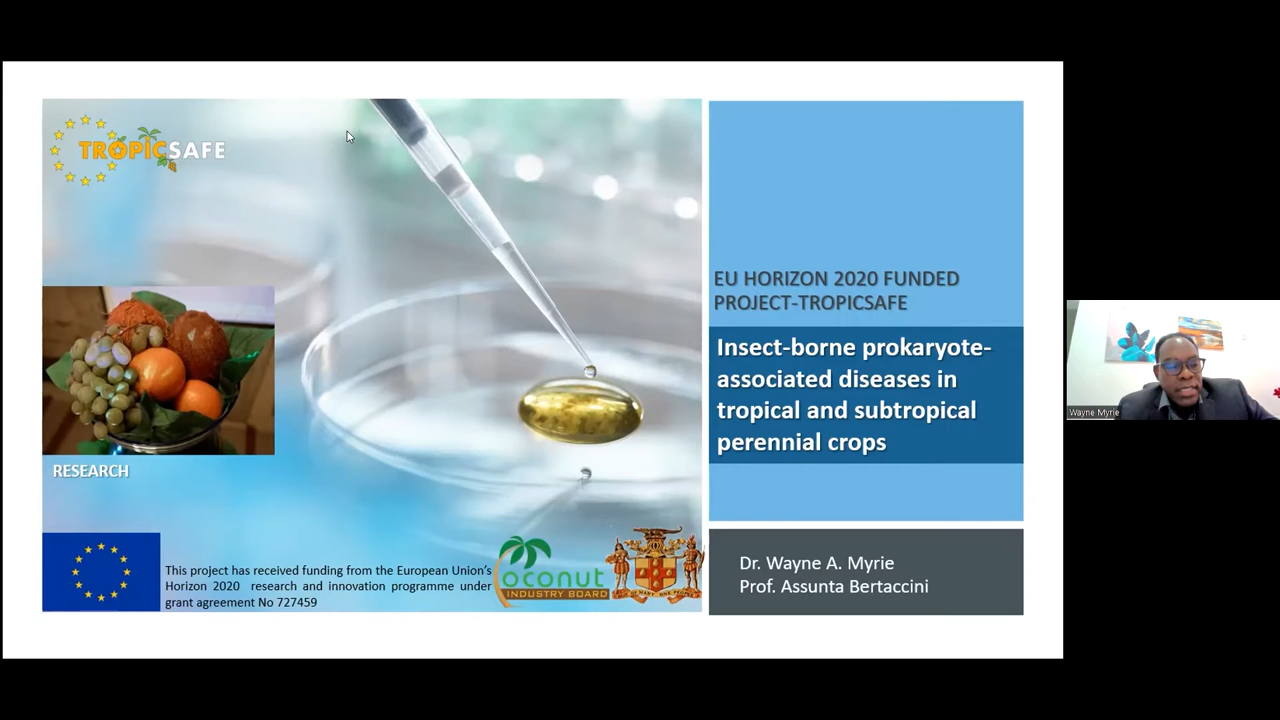 TROPICSAFE
RESEARCH
This project has received funding from the European Union's
Horizon 2020 research and innovation programme under
grant agreement No 727459
coconut
INDUSTRY BOARD
EU HORIZON 2020 FUNDED
PROJECT-TROPICSAFE
Insect-borne prokaryote-
associated diseases in
tropical and subtropical
perennial crops
Dr. Wayne A. Myrie
Prof. Assunta Bertaccini
Wayne Myrie